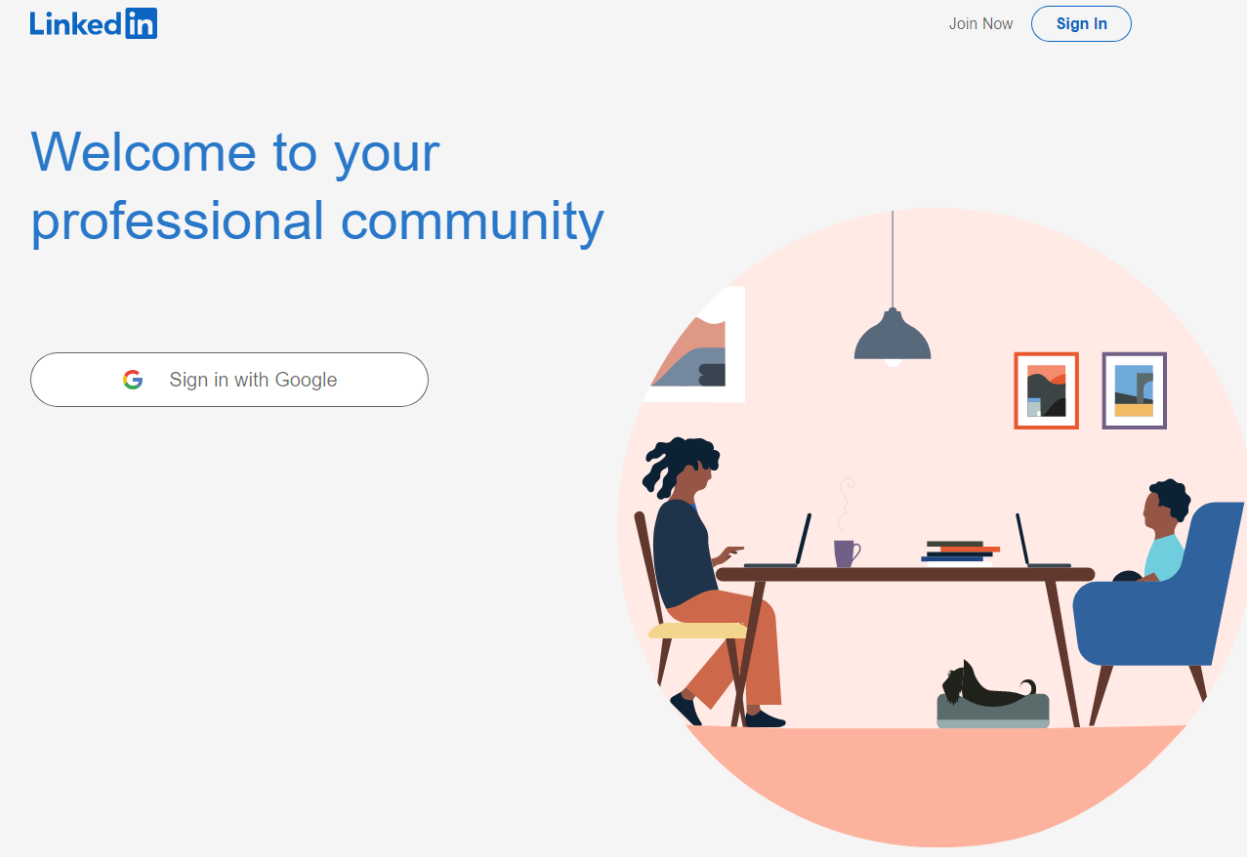 Linkedin
Join Now
Sign In
Welcome to your
professional community
Sign in with Google